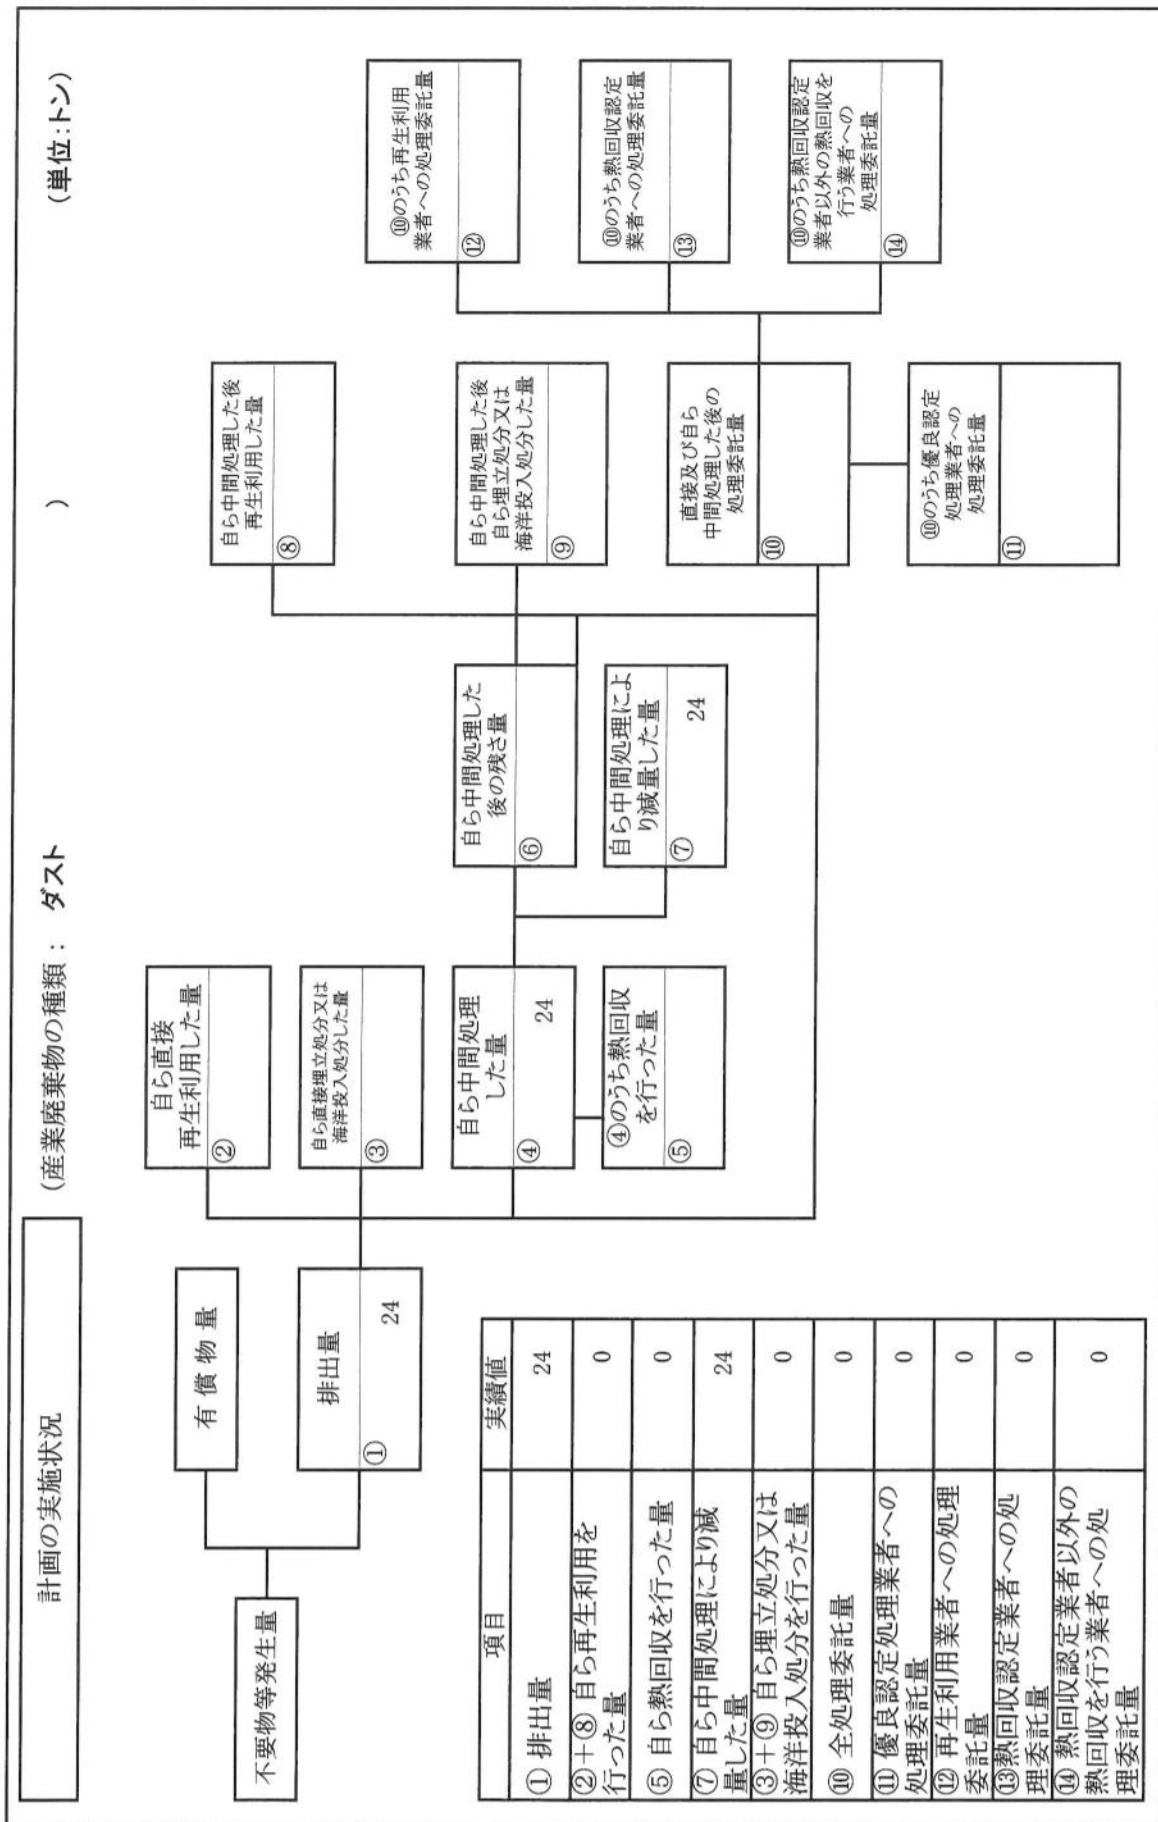 計画の実施状況
(産業廃棄物の種類： ダスト )
(単位:トン)
不要物等発生量
有 償 物 量
排出量
① 24
自ら直接
再生利用した量
②
自ら直接埋立処分又は
海洋投入処分した量
③
自ら中間処理
した量
④ 24
④のうち熱回収
を行った量
⑤
自ら中間処理した
後の残さ量
⑥
自ら中間処理によ
り減量した量
⑦ 24
自ら中間処理した後
再生利用した量
⑧
自ら中間処理した後
自ら埋立処分又は
海洋投入処分した量
⑨
直接及び自ら
中間処理した後の
処理委託量
⑩
⑩のうち優良認定
処理業者への
処理委託量
⑪
⑩のうち再生利用
業者への処理委託量
⑫
⑩のうち熱回収認定
業者への処理委託量
⑬
⑩のうち熱回収認定
業者以外の熱回収を
行う業者への
処理委託量
⑭
項目 実績値
① 排出量 24
②＋⑧ 自ら再生利用を
行った量 0
⑤ 自ら熱回収を行った量 0
⑦ 自ら中間処理により減
量した量 24
③＋⑨ 自ら埋立処分又は
海洋投入処分を行った量 0
⑩ 全処理委託量 0
⑪ 優良認定処理業者への
処理委託量 0
⑫ 再生利用業者への処理
委託量 0
⑬熱回収認定業者への処
理委託量 0
⑭ 熱回収認定業者以外の
熱回収を行う業者への処
理委託量 0